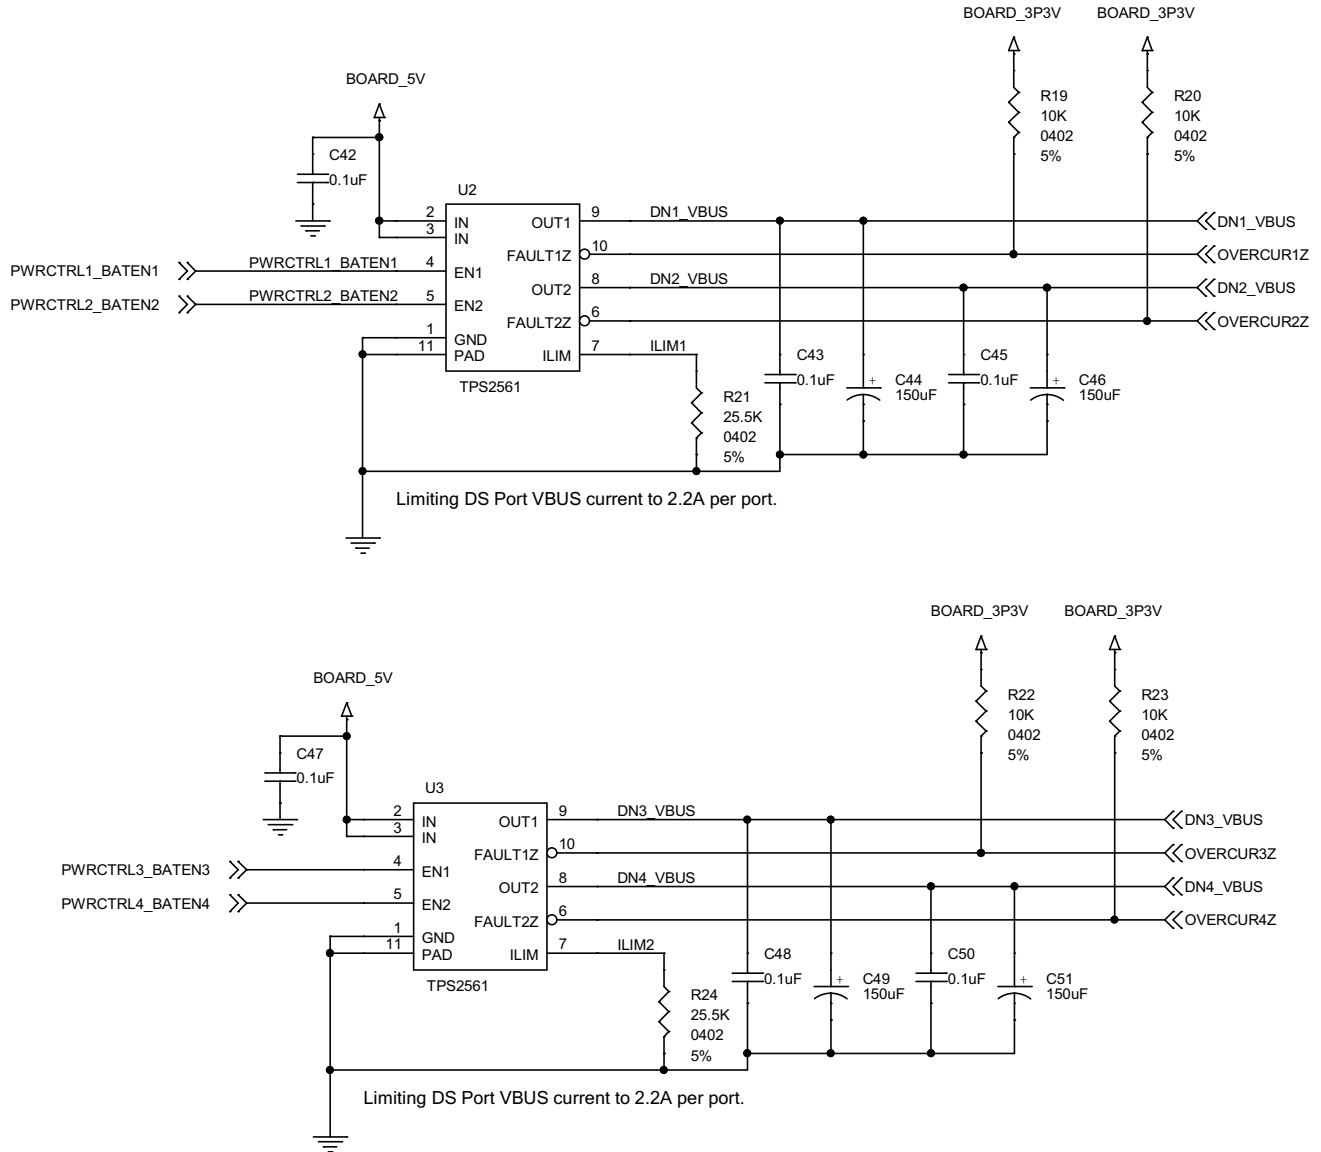 BOARD_3P3V BOARD_3P3V
BOARD_5V
R19
10K
0402
5%
R20
10K
0402
5%
C42
0.1uF
U2
2 IN
3 IN
4 EN1
5 EN2
1 GND
11 PAD
OUT1 9
FAULT1Z 10
OUT2 8
FAULT2Z 6
ILIM 7
TPS2561
PWRCTRL1_BATEN1 PWRCTRL1_BATEN1
PWRCTRL2_BATEN2 PWRCTRL2_BATEN2
DN1_VBUS DN1_VBUS
OVERCUR1Z
DN2_VBUS DN2_VBUS
OVERCUR2Z
ILIM1
R21
25.5K
0402
5%
C43
0.1uF
+
C44
150uF
C45
0.1uF
+
C46
150uF
Limiting DS Port VBUS current to 2.2A per port.
BOARD_3P3V BOARD_3P3V
BOARD_5V
R22
10K
0402
5%
R23
10K
0402
5%
C47
0.1uF
U3
2 IN
3 IN
4 EN1
5 EN2
1 GND
11 PAD
OUT1 9
FAULT1Z 10
OUT2 8
FAULT2Z 6
ILIM 7
TPS2561
PWRCTRL3_BATEN3
PWRCTRL4_BATEN4
DN3_VBUS DN3_VBUS
OVERCUR3Z
DN4_VBUS DN4_VBUS
OVERCUR4Z
ILIM2
R24
25.5K
0402
5%
C48
0.1uF
+
C49
150uF
C50
0.1uF
+
C51
150uF
Limiting DS Port VBUS current to 2.2A per port.